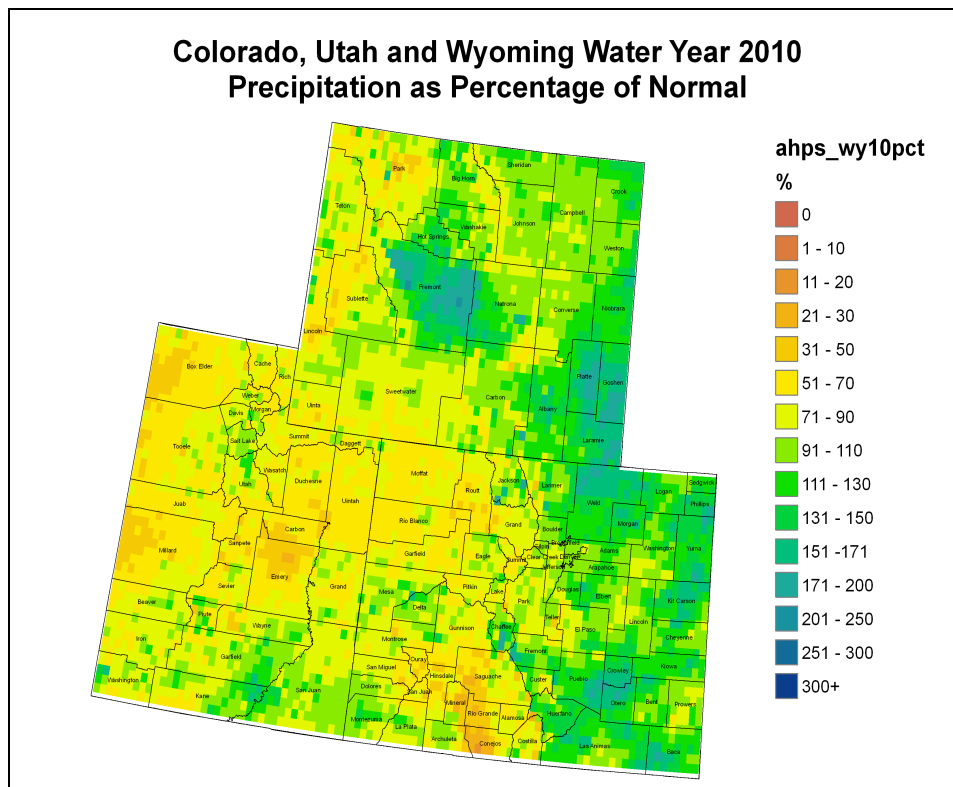 Colorado, Utah and Wyoming Water Year 2010
Precipitation as Percentage of Normal
ahps_wy10pct
%
0
1 - 10
11 - 20
21 - 30
31 - 50
51 - 70
71 - 90
91 - 110
111 - 130
131 - 150
151 -171
171 - 200
201 - 250
251 - 300
300+
Sheridan
Park
Big Horn
Crook
Teton
Campbell
Johnson
Washakie
Hot Springs
Weston
Fremont
Sublette
Natrona
Converse
Niobrara
Lincoln
Box Elder
Cache
Rich
Platte
Goshen
Weber
Sweetwater
Carbon
Uinta
Albany
Morgan
Davis
Salt Lake
Summit
Daggett
Laramie
Tooele
Wasatch
Moffat
Jackson
Larimer
Sedgwick
Utah
Duchesne
Uintah
Routt
Weld
Logan
Phillips
Juab
Rio Blanco
Grand
Boulder
Morgan
Carbon
Millard
Sanpete
Garfield
Eagle
Summit
Clear Creek
Denver
Adams
Washington
Yuma
Jefferson
Arapahoe
Emery
Sevier
Grand
Mesa
Pitkin
Lake
Park
Douglas
Elbert
Kit Carson
Beaver
Piute
Wayne
Delta
Gunnison
Chaffee
Teller
El Paso
Lincoln
Cheyenne
Iron
Garfield
Montrose
Ouray
Fremont
Kiowa
San Miguel
Hinsdale
Saguache
Custer
Pueblo
Crowley
Washington
Kane
San Juan
Dolores
San Juan
Mineral
Rio Grande
Alamosa
Huerfano
Otero
Bent
Prowers
Montezuma
La Plata
Archuleta
Conejos
Costilla
Las Animas
Baca